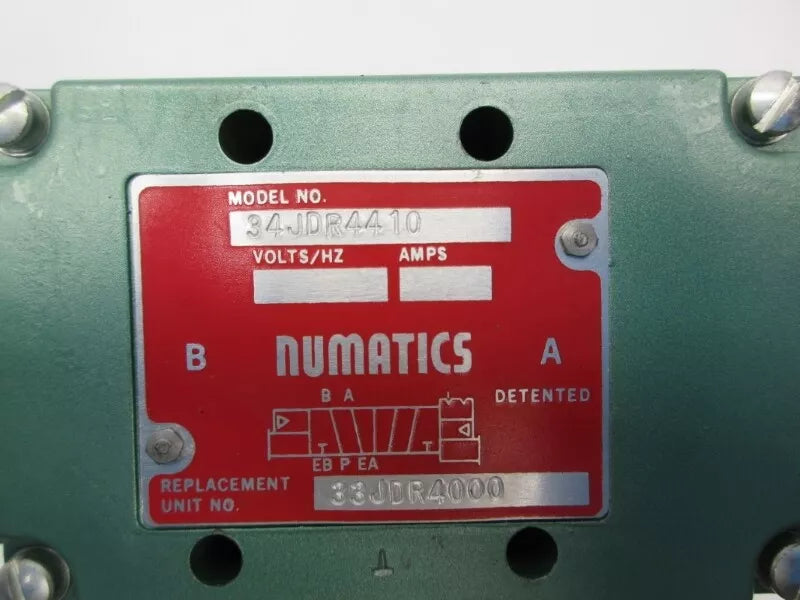 MODEL NO.
34JDR4410
VOLTS/HZ AMPS
B NUMATICS A
B A DETENTED
EB P EA
REPLACEMENT
UNIT NO. 33JDR4000